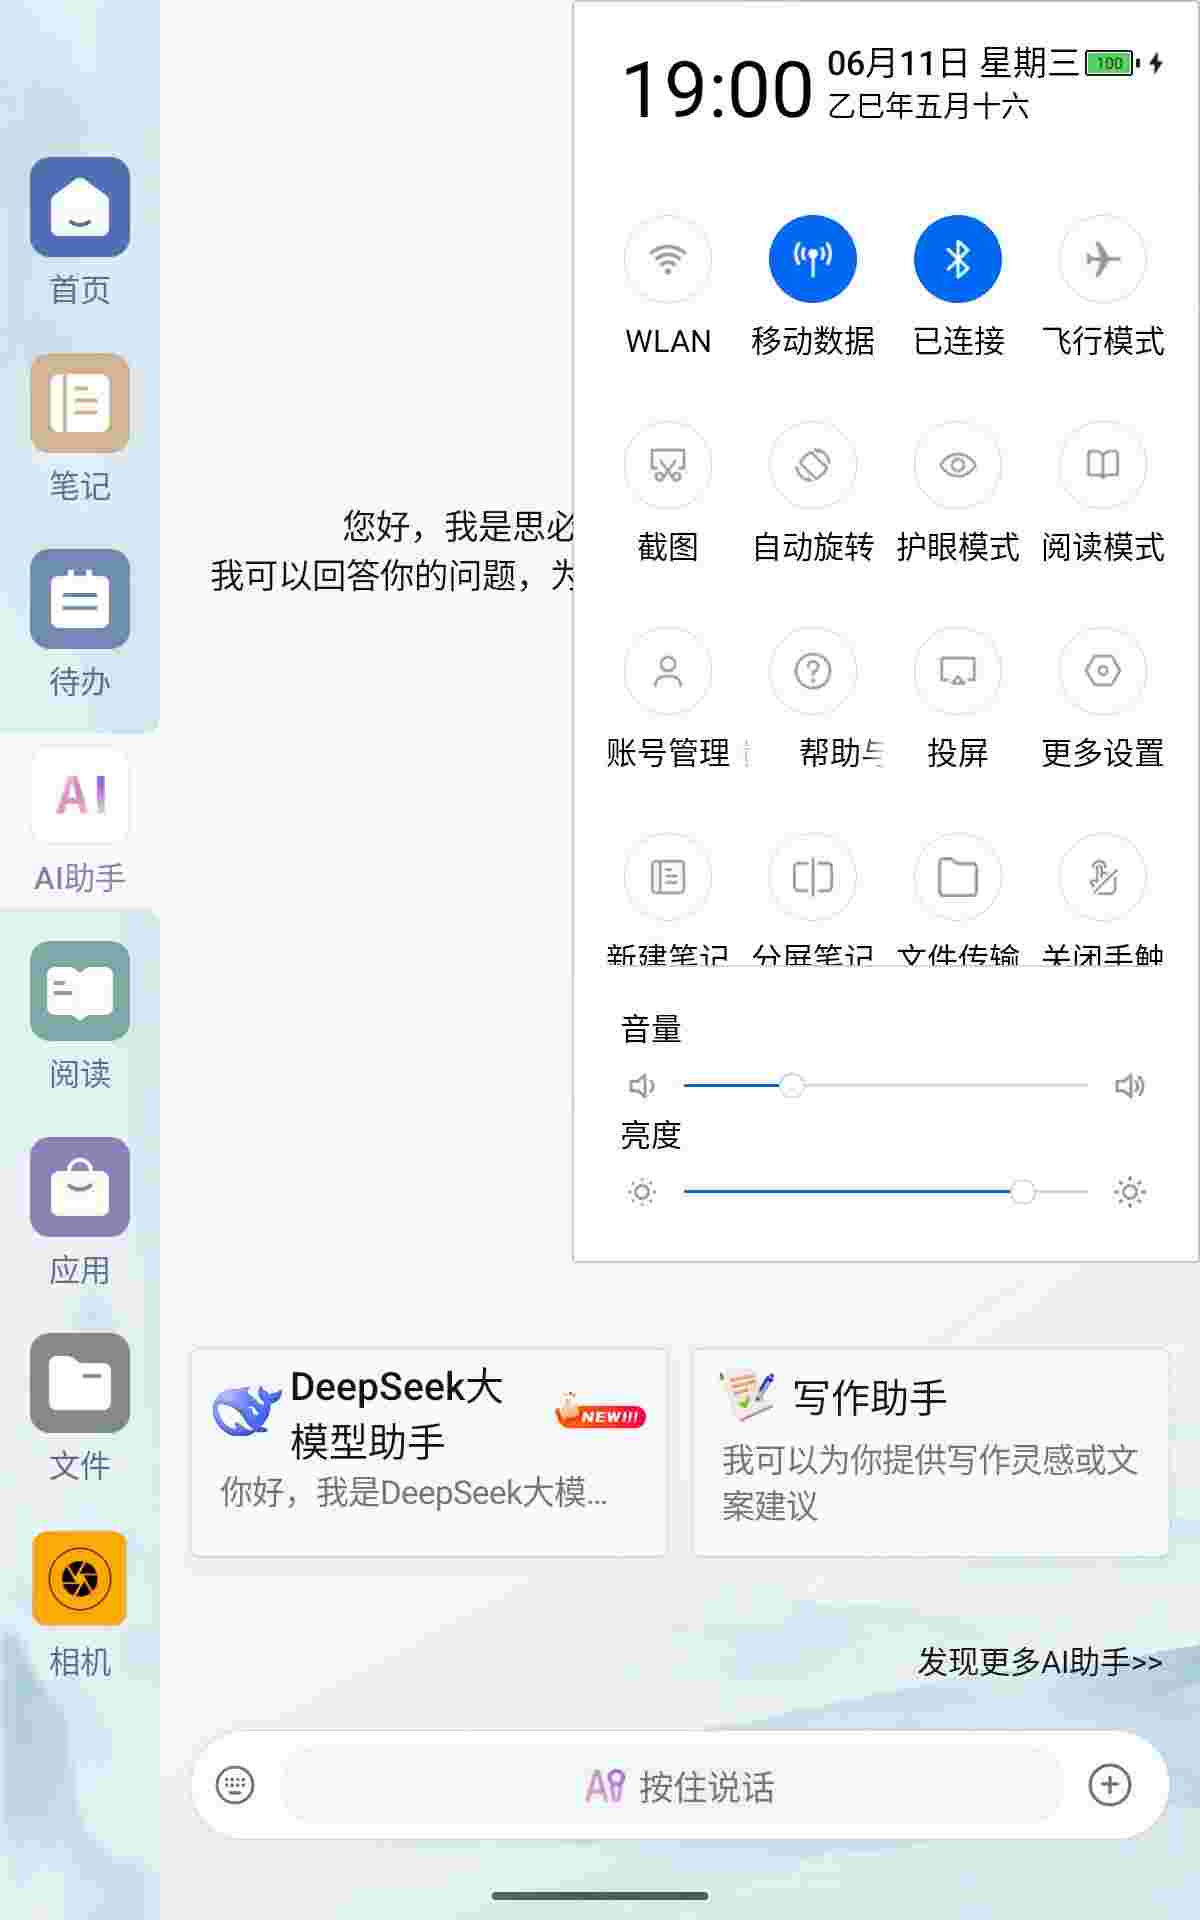 19:00
06月11日 星期三
100
乙巳年五月十六
WLAN
移动数据
已连接
飞行模式
截图
自动旋转
护眼模式
阅读模式
账号管理
帮助与
投屏
更多设置
新建笔记
分屏笔记
文件传输
关闭手触
音量
亮度
首页
笔记
待办
AI
AI助手
阅读
应用
文件
相机
您好，我是思必
我可以回答你的问题，为
DeepSeek大
模型助手
NEW!!!
你好，我是DeepSeek大模...
写作助手
我可以为你提供写作灵感或文
案建议
发现更多AI助手>>
按住说话